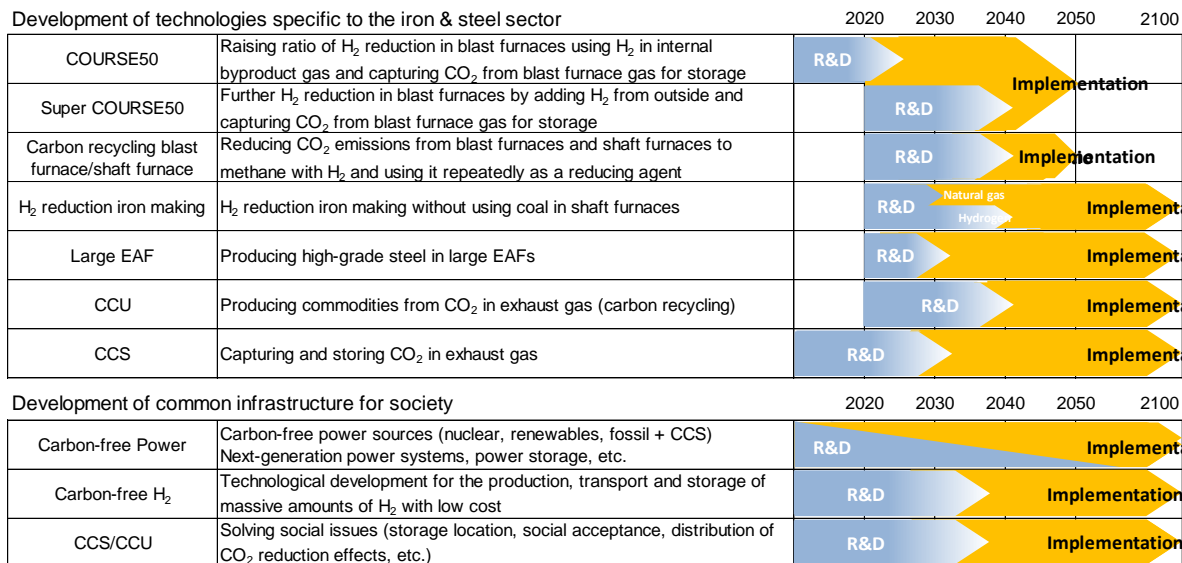 Development of technologies specific to the iron & steel sector 2020 2030 2040 2050 2100
COURSE50
Raising ratio of H2 reduction in blast furnaces using H2 in internal
byproduct gas and capturing CO2 from blast furnace gas for storage
R&D
Implementation
Super COURSE50
Further H2 reduction in blast furnaces by adding H2 from outside and
capturing CO2 from blast furnace gas for storage
R&D
Carbon recycling blast
furnace/shaft furnace
Reducing CO2 emissions from blast furnaces and shaft furnaces to
methane with H2 and using it repeatedly as a reducing agent
R&D
Implementation
H2 reduction iron making
H2 reduction iron making without using coal in shaft furnaces
R&D
Natural gas
Hydrogen
Implementa
Large EAF
Producing high-grade steel in large EAFs
R&D
Implementa
CCU
Producing commodities from CO2 in exhaust gas (carbon recycling)
R&D
Implementa
CCS
Capturing and storing CO2 in exhaust gas
R&D
Implementa
Development of common infrastructure for society 2020 2030 2040 2050 2100
Carbon-free Power
Carbon-free power sources (nuclear, renewables, fossil + CCS)
Next-generation power systems, power storage, etc.
R&D
Implementa
Carbon-free H2
Technological development for the production, transport and storage of
massive amounts of H2 with low cost
R&D
Implementation
CCS/CCU
Solving social issues (storage location, social acceptance, distribution of
CO2 reduction effects, etc.)
R&D
Implementation